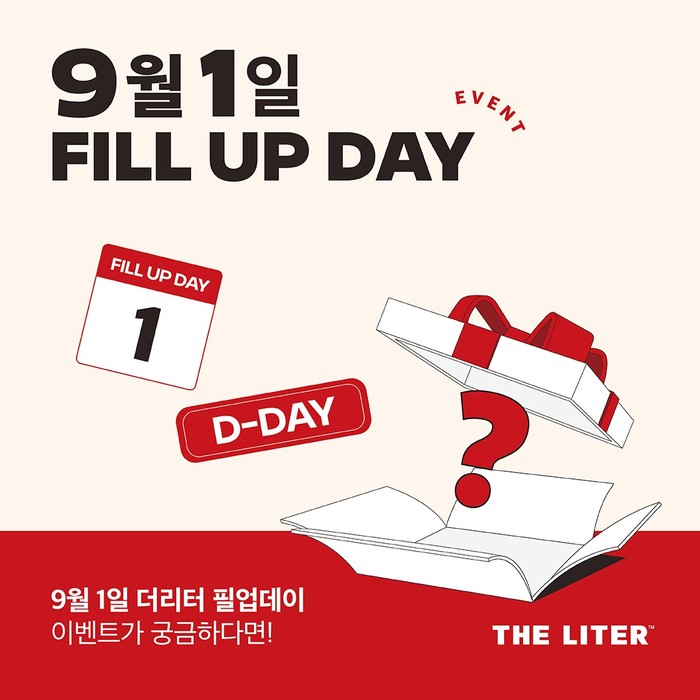 9월 1일
EVENT
FILL UP DAY
FILL UP DAY
1
D-DAY
?
9월 1일 더리터 필업데이
이벤트가 궁금하다면!
THE LITER™